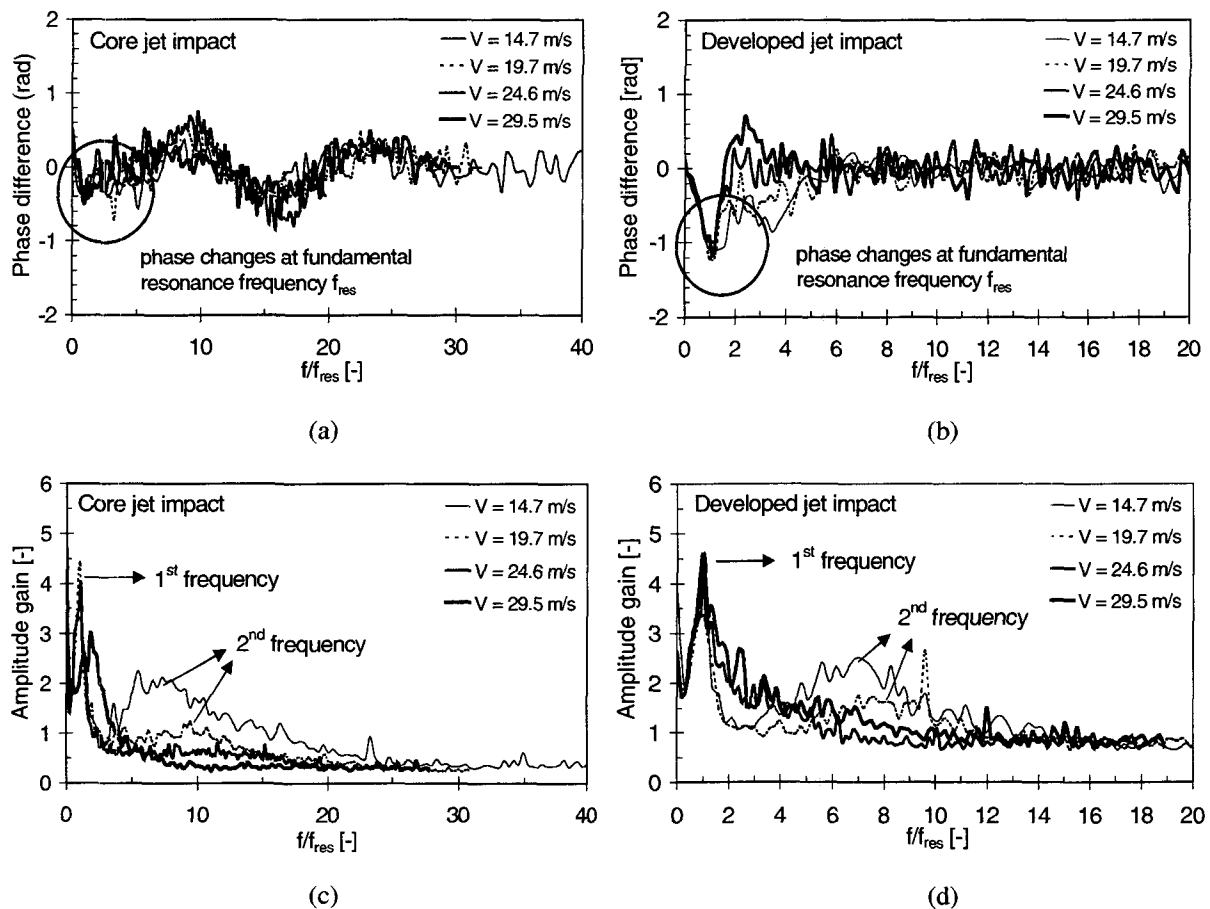 Core jet impact
V = 14.7 m/s
V = 19.7 m/s
V = 24.6 m/s
V = 29.5 m/s
Phase difference (rad)
2
1
0
-1
-2
phase changes at fundamental
resonance frequency fres
0 10 20 30 40
f/fres [-]
(a)
Developed jet impact
V = 14.7 m/s
V = 19.7 m/s
V = 24.6 m/s
V = 29.5 m/s
Phase difference [rad]
2
1
0
-1
-2
phase changes at fundamental
resonance frequency fres
0 2 4 6 8 10 12 14 16 18 20
f/fres [-]
(b)
Core jet impact
V = 14.7 m/s
V = 19.7 m/s
V = 24.6 m/s
V = 29.5 m/s
Amplitude gain [-]
6
5
4
3
2
1
0
1st frequency
2nd frequency
0 10 20 30 40
f/fres [-]
(c)
Developed jet impact
V = 14.7 m/s
V = 19.7 m/s
V = 24.6 m/s
V = 29.5 m/s
Amplitude gain [-]
6
5
4
3
2
1
0
1st frequency
2nd frequency
0 2 4 6 8 10 12 14 16 18 20
f/fres [-]
(d)